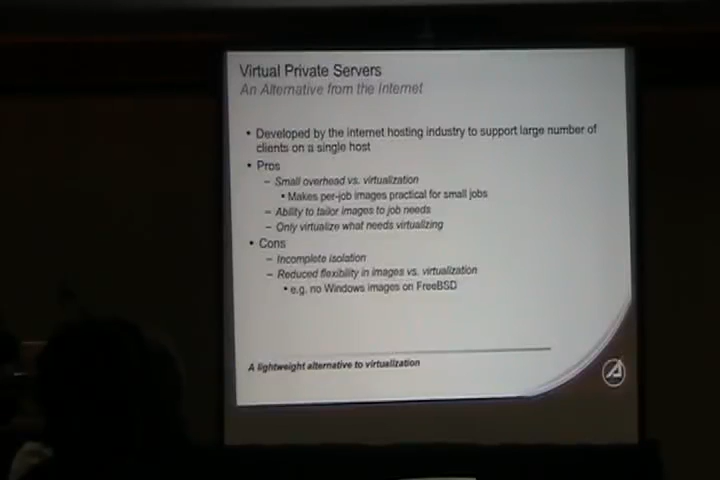 Virtual Private Servers
An Alternative from the Internet
• Developed by the internet hosting industry to support large number of
clients on a single host
• Pros
– Small overhead vs. virtualization
• Makes per-job images practical for small jobs
– Ability to tailor images to job needs
– Only virtualize what needs virtualizing
• Cons
– Incomplete isolation
– Reduced flexibility in images vs. virtualization
• e.g. no Windows images on FreeBSD
A lightweight alternative to virtualization